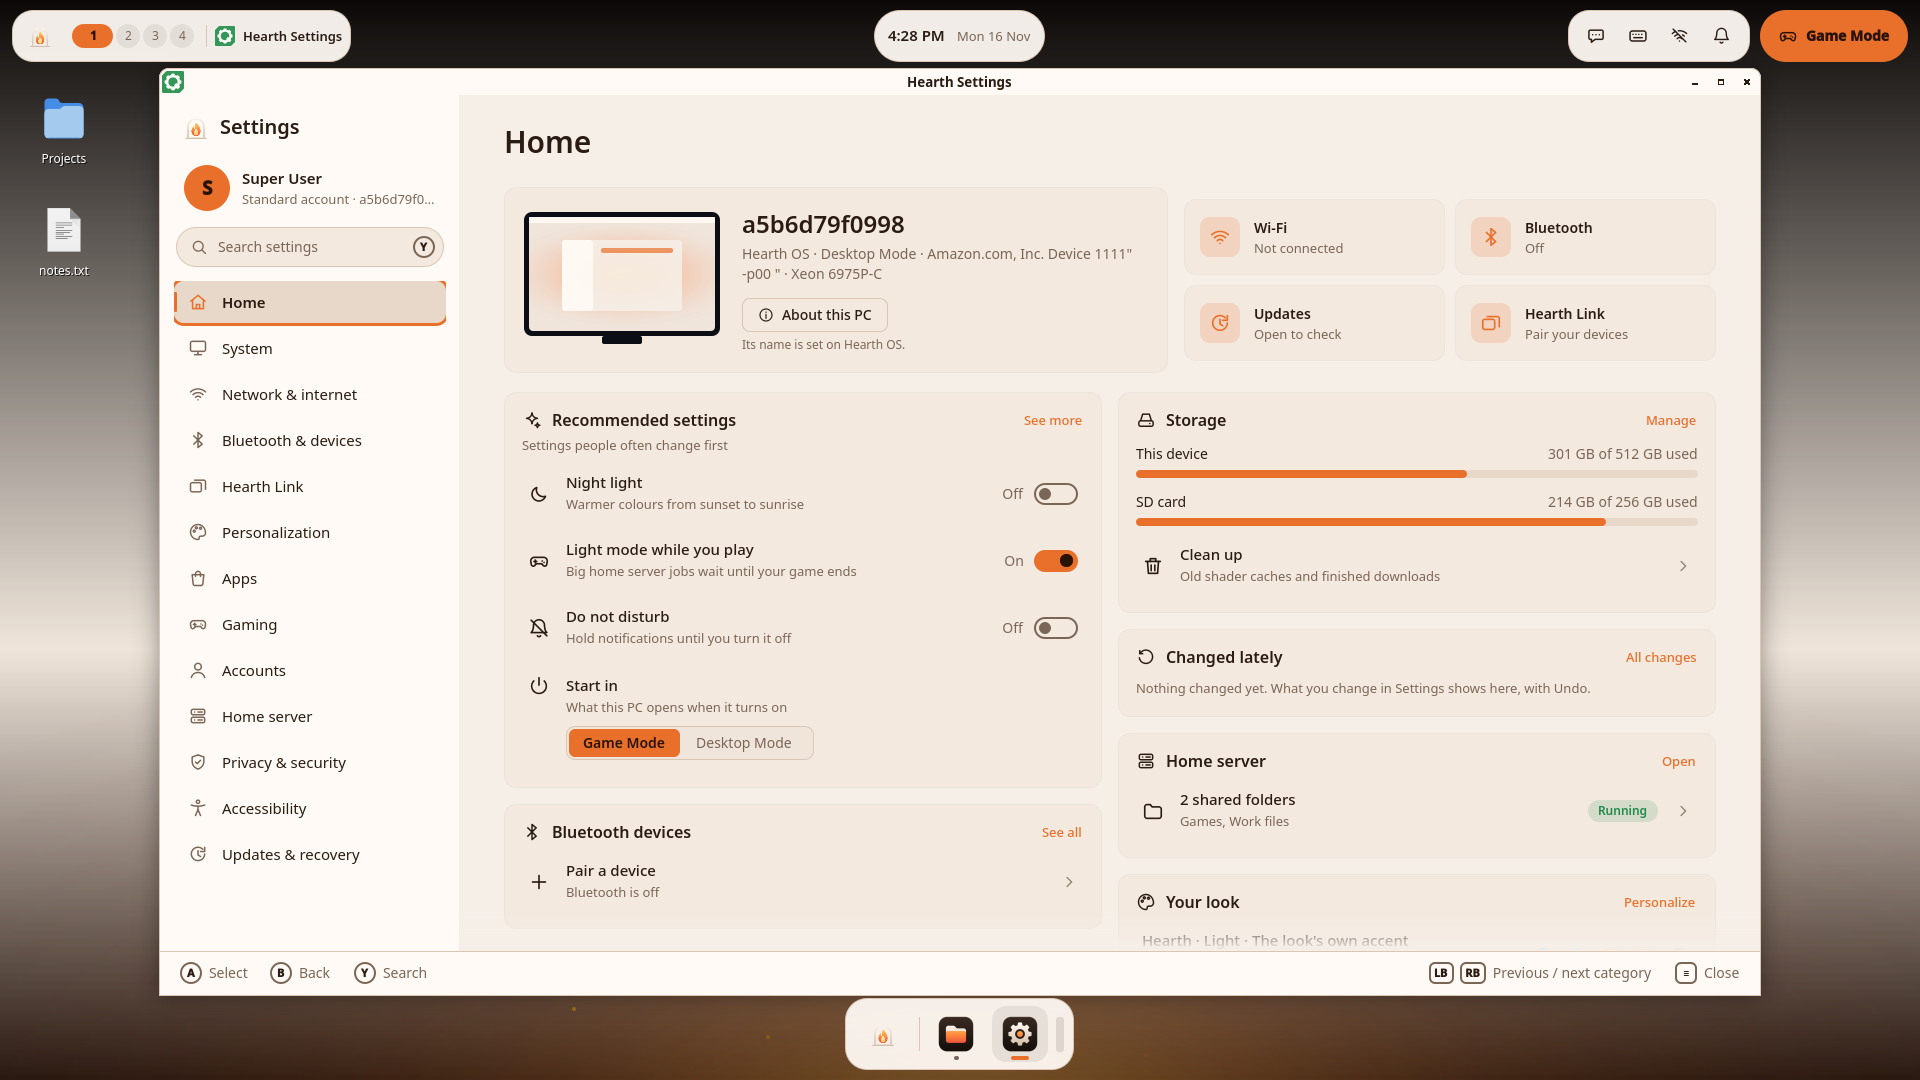 1 2 3 4 Hearth Settings
4:28 PM Mon 16 Nov
Game Mode
Projects
notes.txt
Hearth Settings
Settings
S
Super User
Standard account · a5b6d79f0...
Search settings Y
Home
System
Network & internet
Bluetooth & devices
Hearth Link
Personalization
Apps
Gaming
Accounts
Home server
Privacy & security
Accessibility
Updates & recovery
Home
a5b6d79f0998
Hearth OS · Desktop Mode · Amazon.com, Inc. Device 1111"
-p00 " · Xeon 6975P-C
About this PC
Its name is set on Hearth OS.
Wi-Fi
Not connected
Bluetooth
Off
Updates
Open to check
Hearth Link
Pair your devices
Recommended settings See more
Settings people often change first
Night light
Warmer colours from sunset to sunrise
Off
Light mode while you play
Big home server jobs wait until your game ends
On
Do not disturb
Hold notifications until you turn it off
Off
Start in
What this PC opens when it turns on
Game Mode Desktop Mode
Bluetooth devices See all
Pair a device
Bluetooth is off
Storage Manage
This device 301 GB of 512 GB used
SD card 214 GB of 256 GB used
Clean up
Old shader caches and finished downloads
Changed lately All changes
Nothing changed yet. What you change in Settings shows here, with Undo.
Home server Open
2 shared folders
Games, Work files
Running
Your look Personalize
Hearth · Light · The look's own accent
A Select B Back Y Search
LB RB Previous / next category ≡ Close